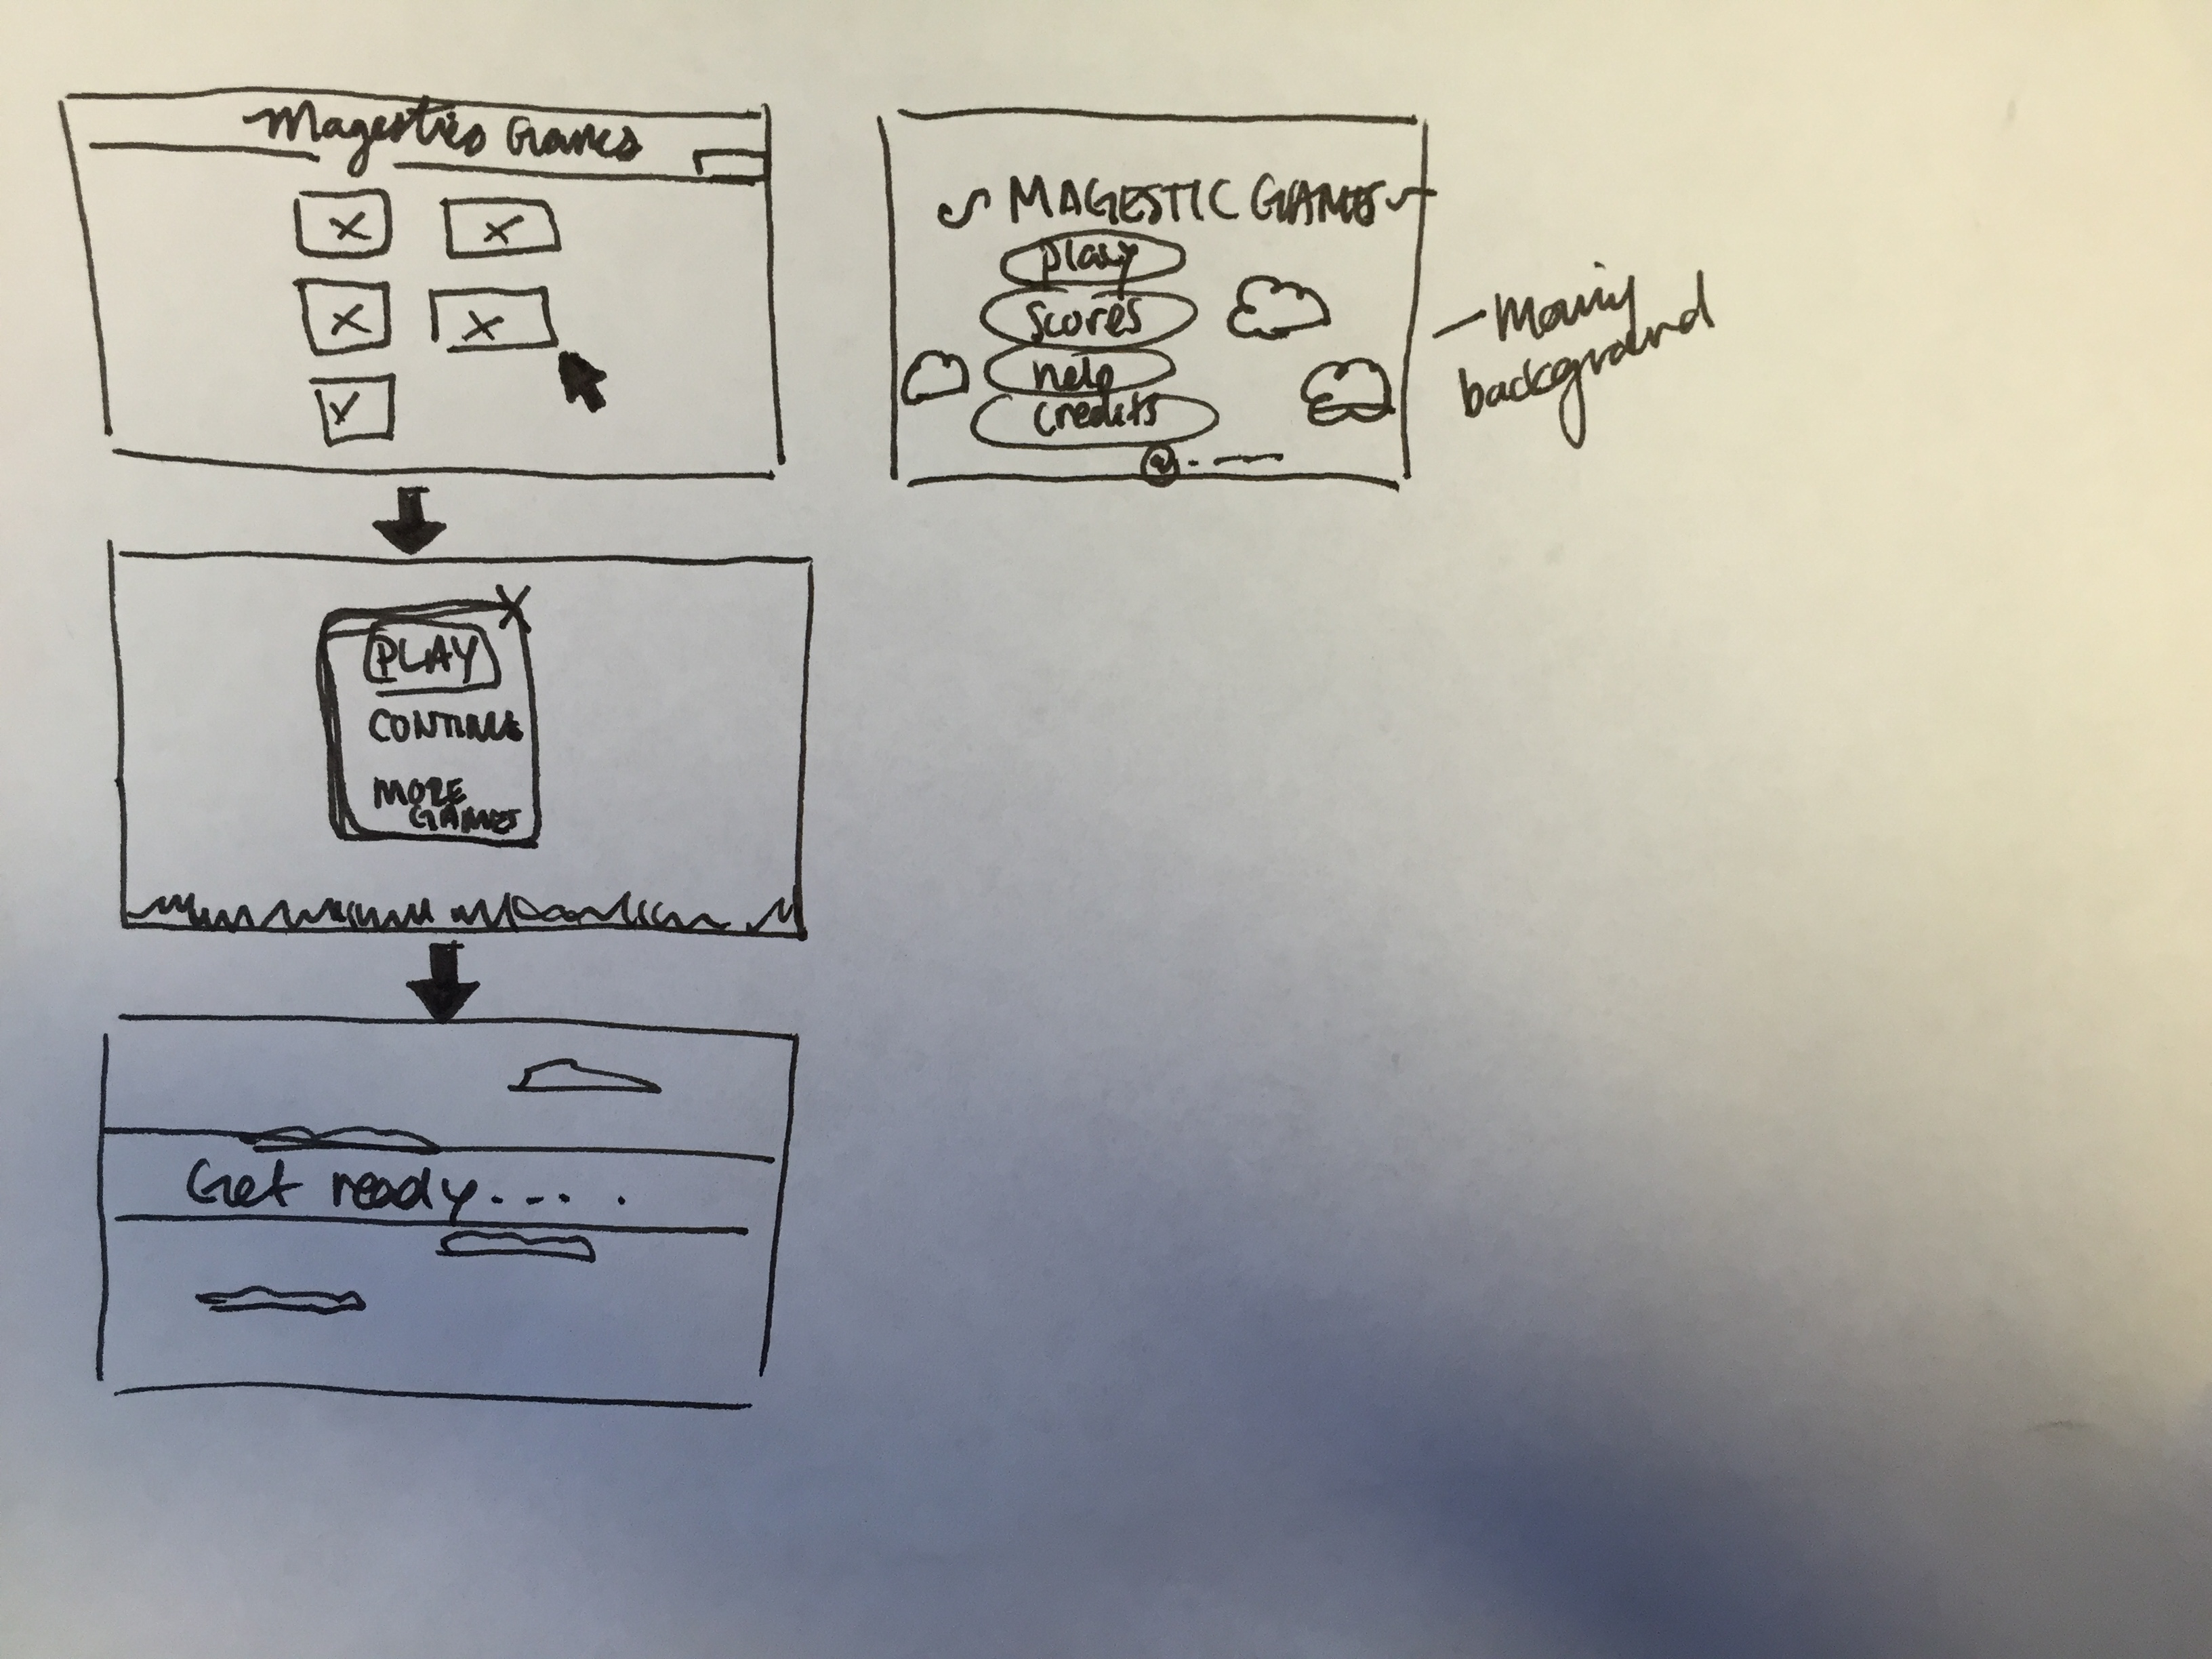 Magestic Games
X X
X X
X
X
PLAY
CONTINUE
MORE
GAMES
Get ready.....
MAGESTIC GAMES
play
scores
help
credits
- Moving
background